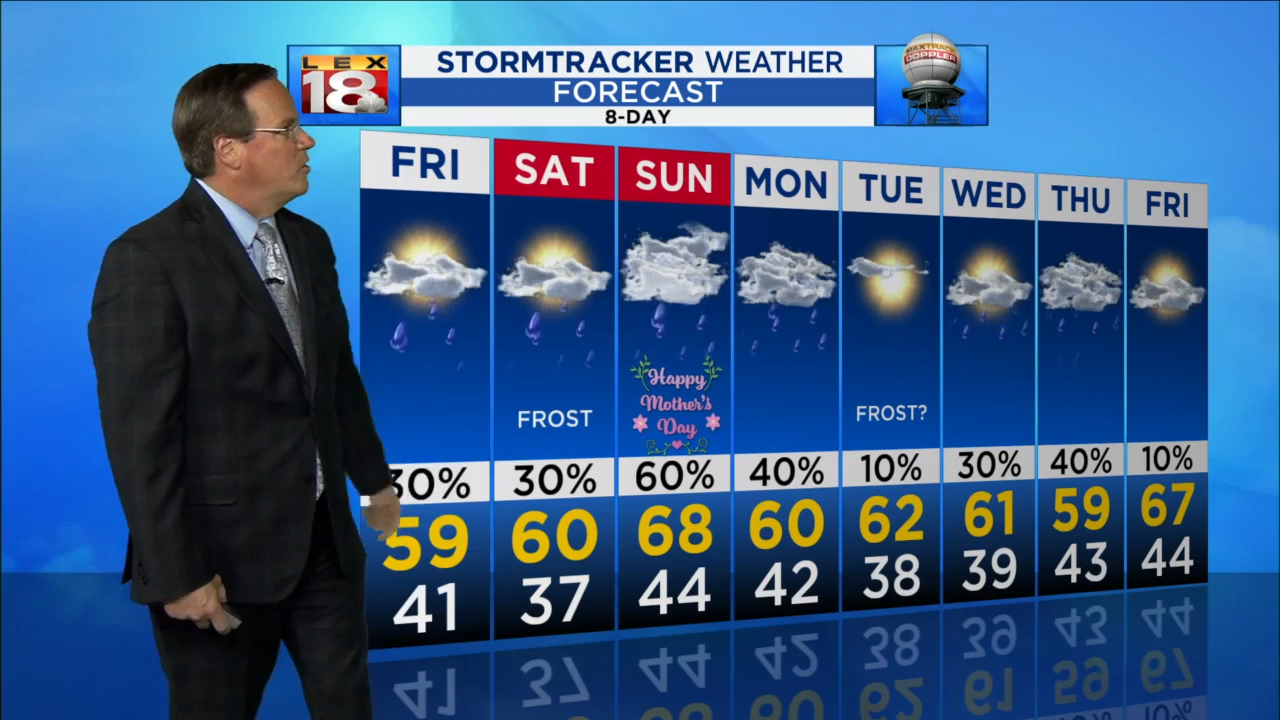 LEX
18
STORMTRACKER WEATHER
FORECAST
8-DAY
MAXTRACK
DOPPLER
FRI SAT SUN MON TUE WED THU FRI
Happy
Mother's
Day
FROST FROST?
30% 30% 60% 40% 10% 30% 40% 10%
59 60 68 60 62 61 59 67
41 37 44 42 38 39 43 44